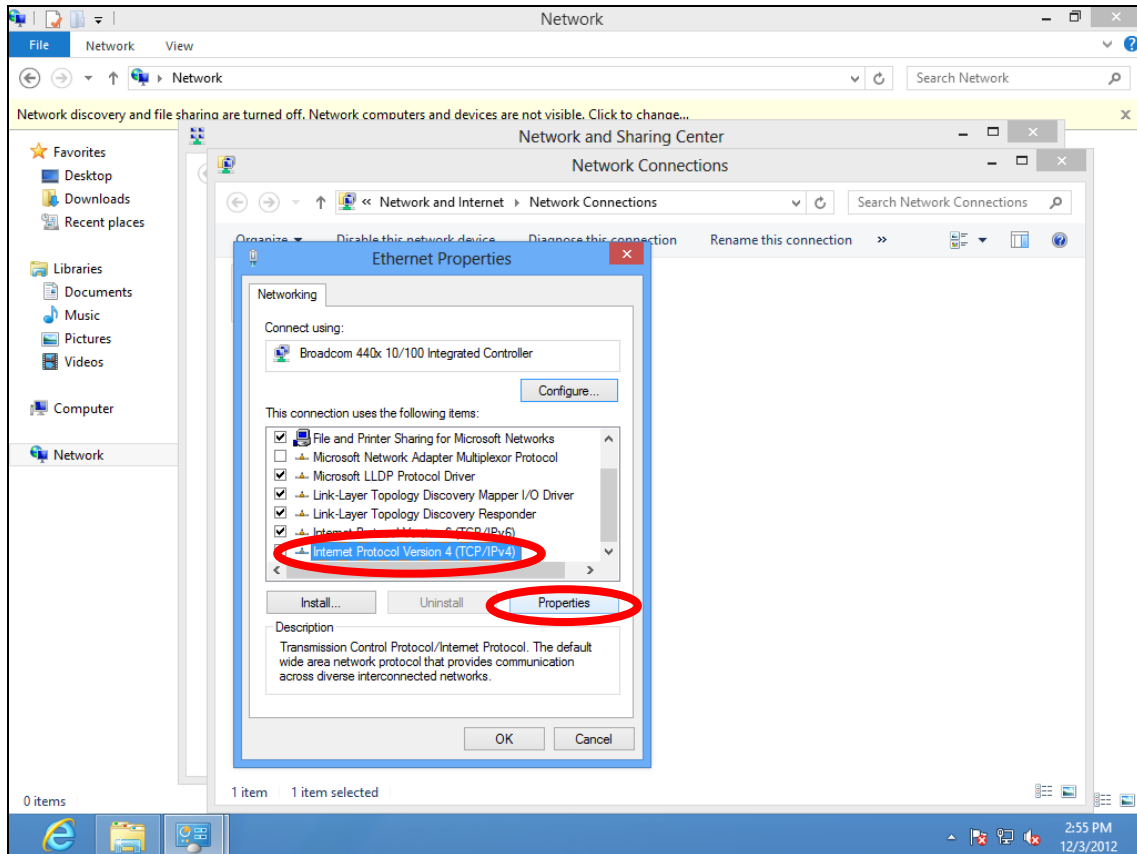 Network
File Network View
Network
Search Network
Network discovery and file sharing are turned off. Network computers and devices are not visible. Click to change...
x
Network and Sharing Center
Favorites
Desktop
Downloads
Recent places
Libraries
Documents
Music
Pictures
Videos
Computer
Network
0 items
Network Connections
« Network and Internet Network Connections
Search Network Connections
Organize Disable this network device Diagnose this connection Rename this connection »
Ethernet Properties
Networking
Connect using:
Broadcom 440x 10/100 Integrated Controller
Configure...
This connection uses the following items:
File and Printer Sharing for Microsoft Networks
Microsoft Network Adapter Multiplexor Protocol
Microsoft LLDP Protocol Driver
Link-Layer Topology Discovery Mapper I/O Driver
Link-Layer Topology Discovery Responder
Internet Protocol Version 6 (TCP/IPv6)
Internet Protocol Version 4 (TCP/IPv4)
Install... Uninstall Properties
Description
Transmission Control Protocol/Internet Protocol. The default
wide area network protocol that provides communication
across diverse interconnected networks.
OK Cancel
1 item 1 item selected
2:55 PM
12/3/2012